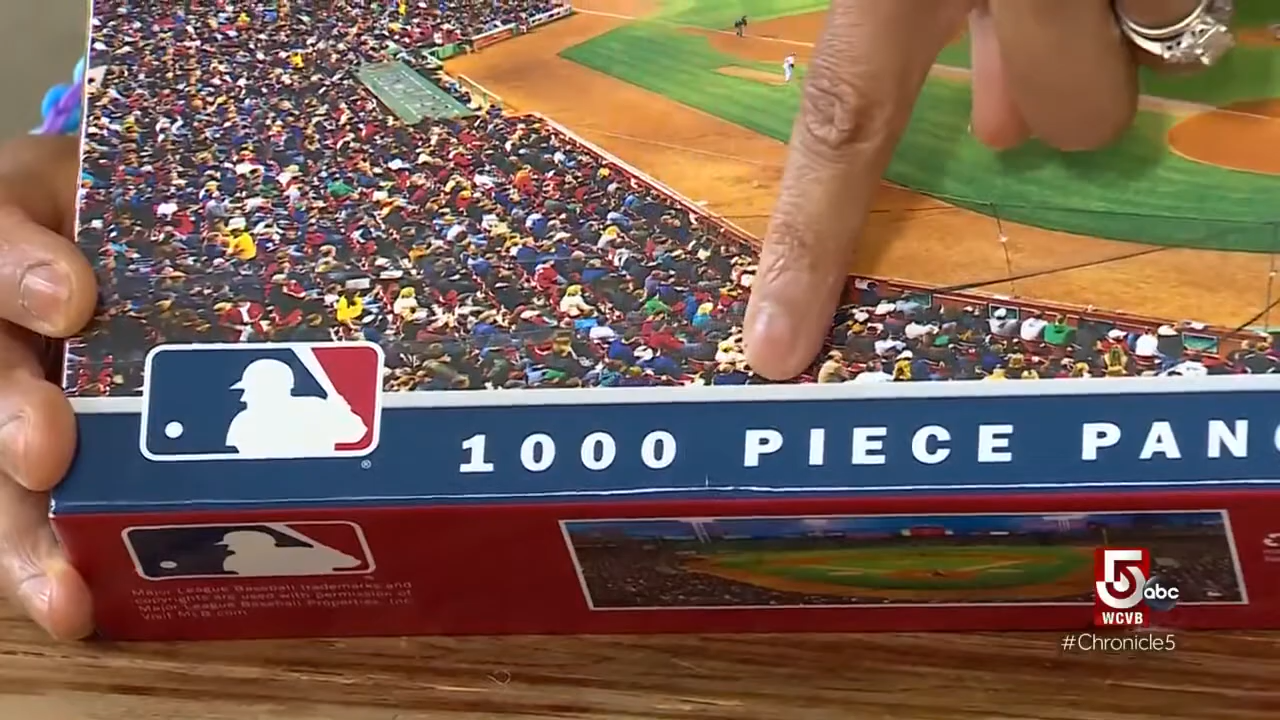 1000 PIECE PANO
Major League Baseball trademarks and
copyrights are used with permission of
Major League Baseball Properties, Inc.
Visit MLB.com
5 abc
WCVB
#Chronicle5